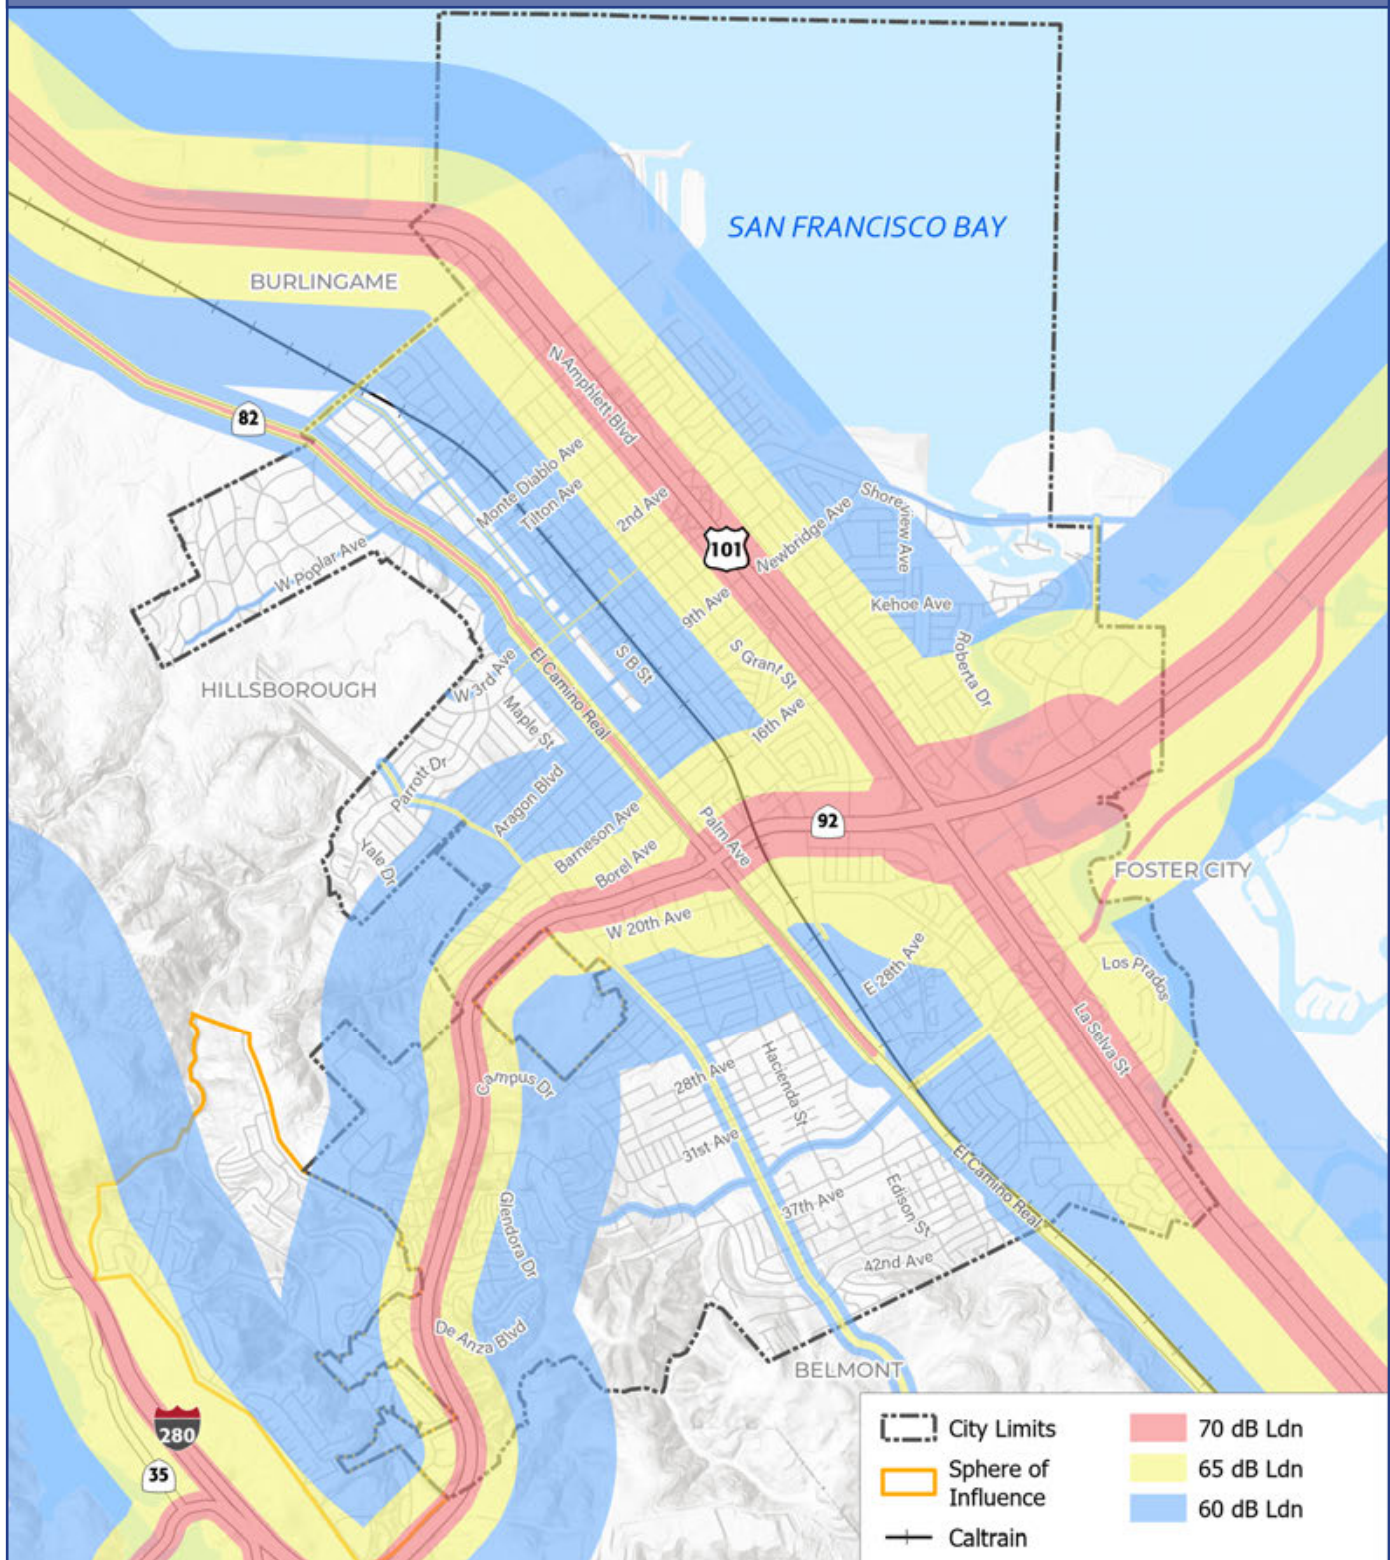 SAN FRANCISCO BAY
BURLINGAME
N Amphlett Blvd
82
Monte Diablo Ave
Tilton Ave
2nd Ave
Shoreview Ave
Newbridge Ave
101
W Poplar Ave
9th Ave
Kehoe Ave
S Grant St
Roberta Dr
S B St
W 3rd Ave
El Camino Real
HILLSBOROUGH
Maple St
16th Ave
Parrott Dr
Aragon Blvd
Barneson Ave
Palm Ave
92
Yale Dr
Borel Ave
FOSTER CITY
W 20th Ave
E 28th Ave
Los Prados
La Selva St
Campus Dr
28th Ave
Hacienda St
31st Ave
El Camino Real
37th Ave
Edison St
Glendora Dr
42nd Ave
De Anza Blvd
BELMONT
280
35
City Limits
Sphere of
Influence
Caltrain
70 dB Ldn
65 dB Ldn
60 dB Ldn